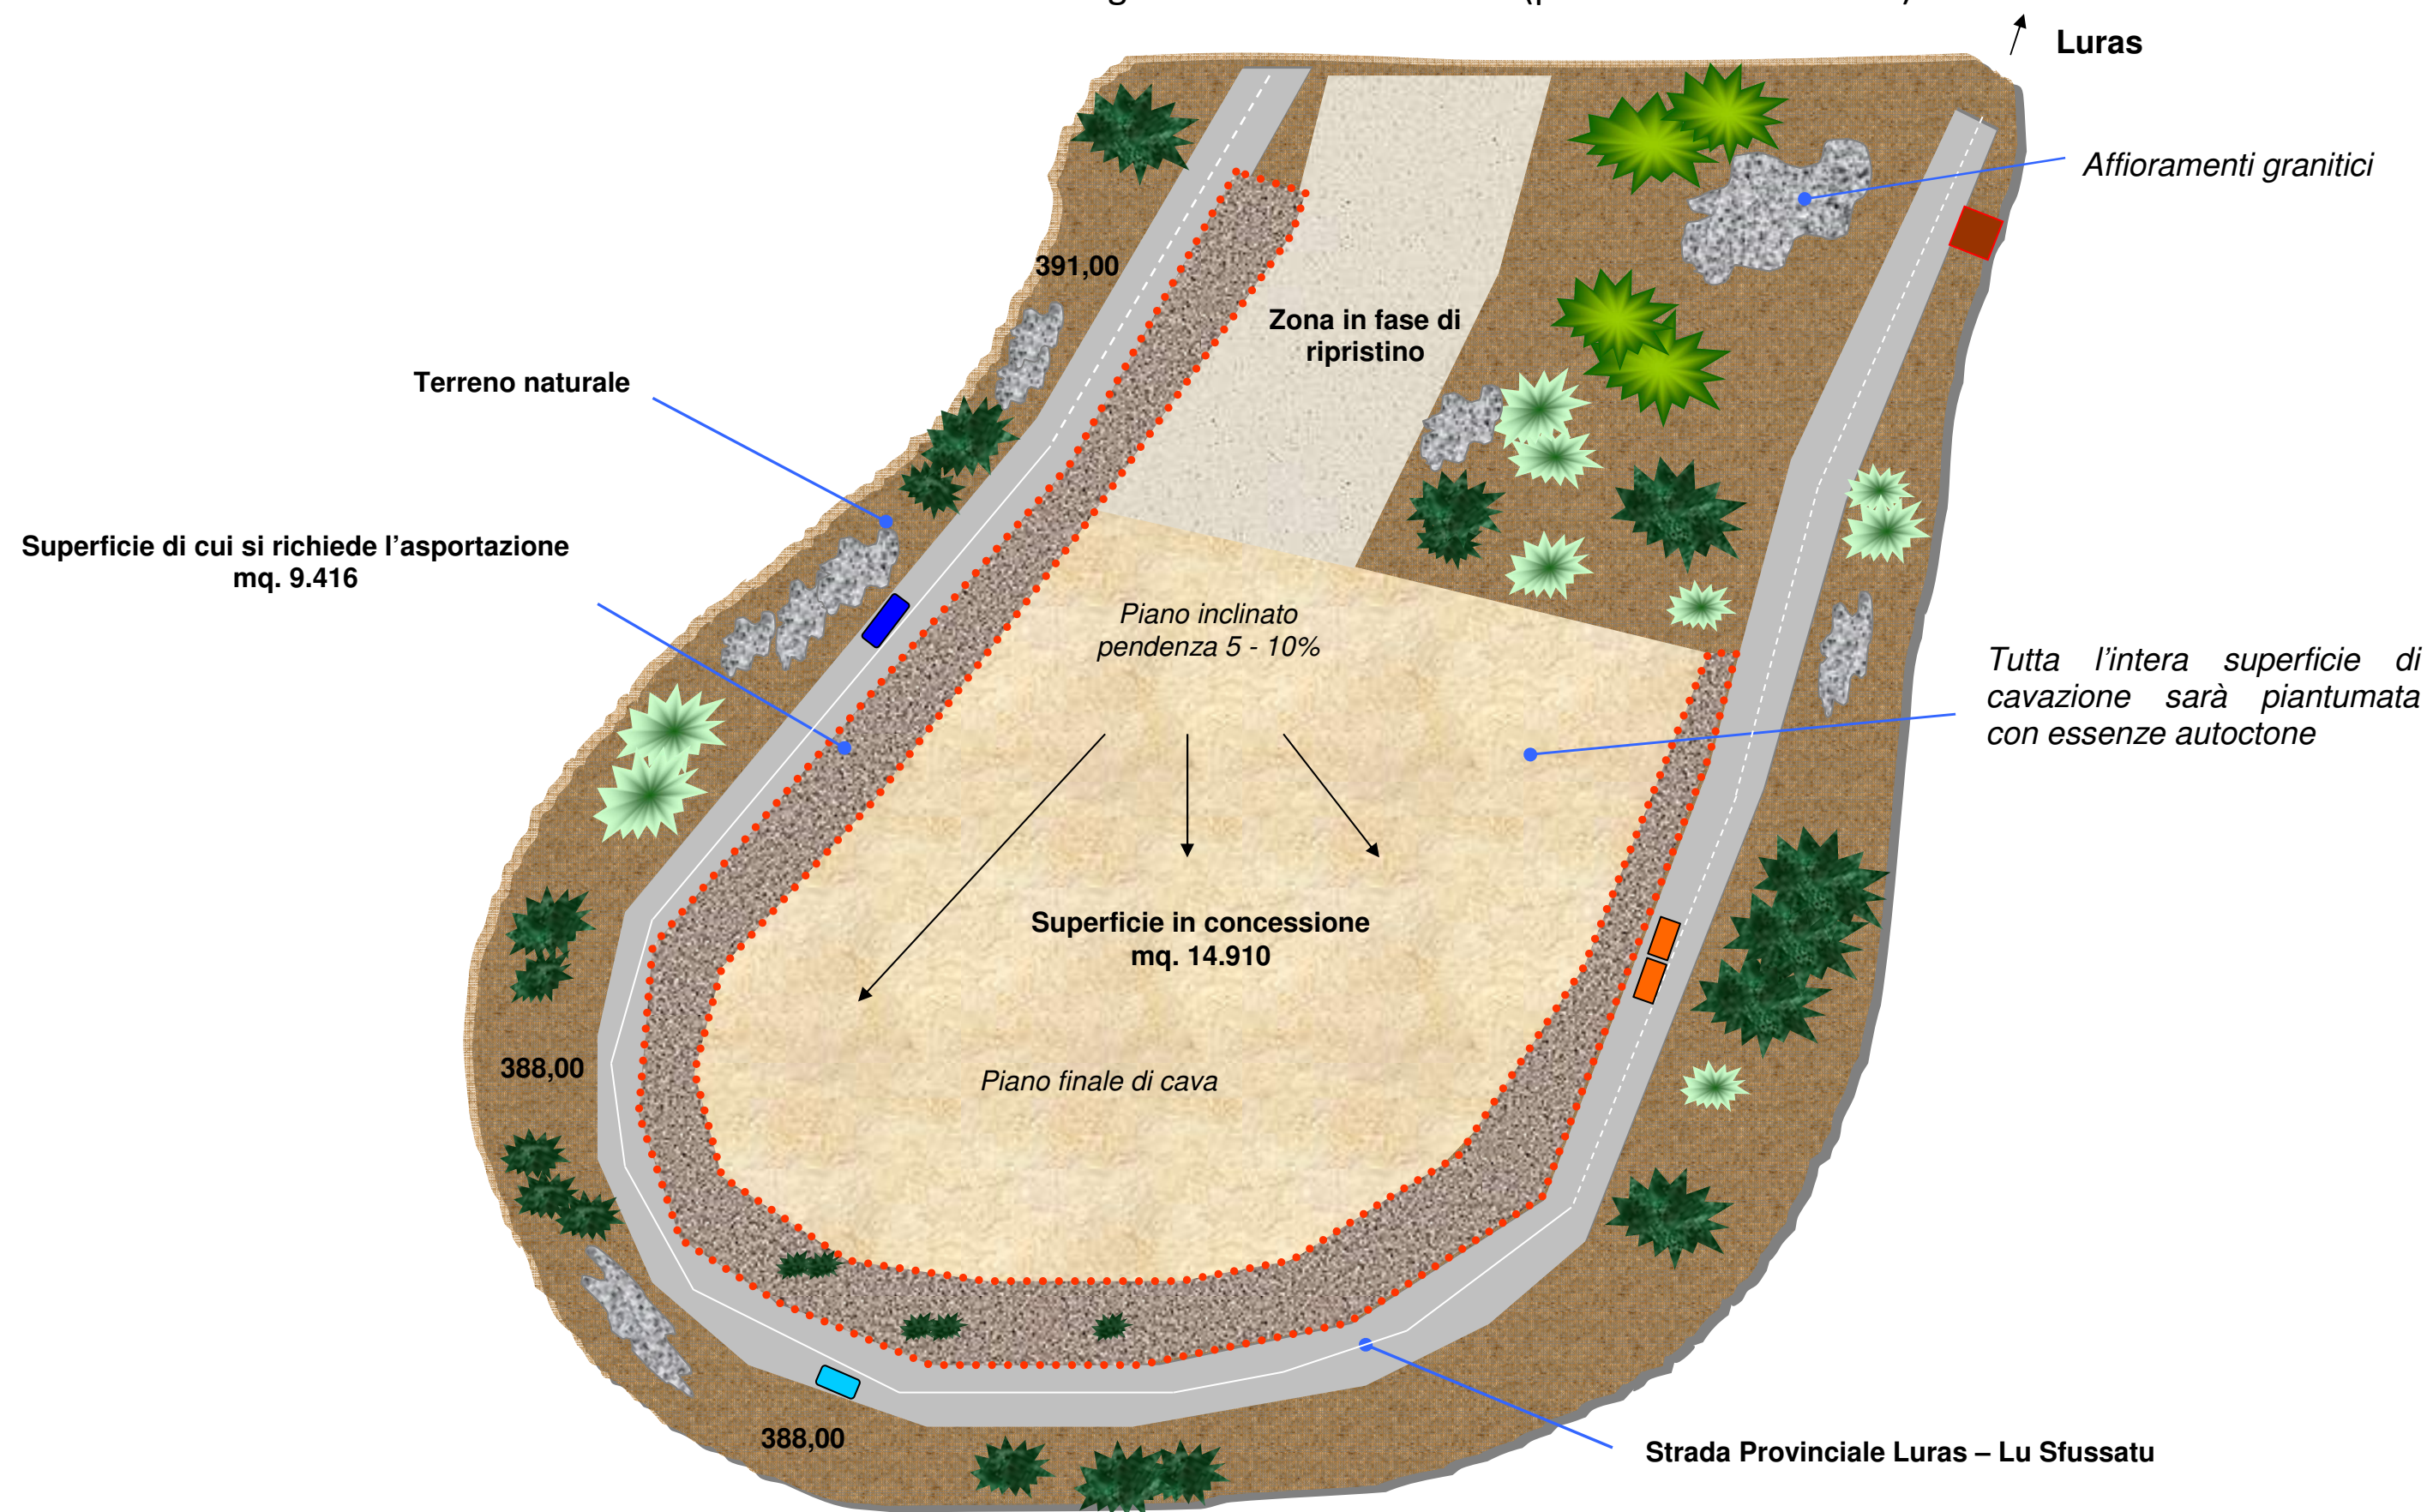 Luras
Affioramenti granitici
391,00
Zona in fase di
ripristino
Terreno naturale
Superficie di cui si richiede l’asportazione
mq. 9.416
Piano inclinato
pendenza 5 - 10%
Tutta l’intera superficie di
cavazione sarà piantumata
con essenze autoctone
Superficie in concessione
mq. 14.910
388,00
Piano finale di cava
388,00
Strada Provinciale Luras – Lu Sfussatu